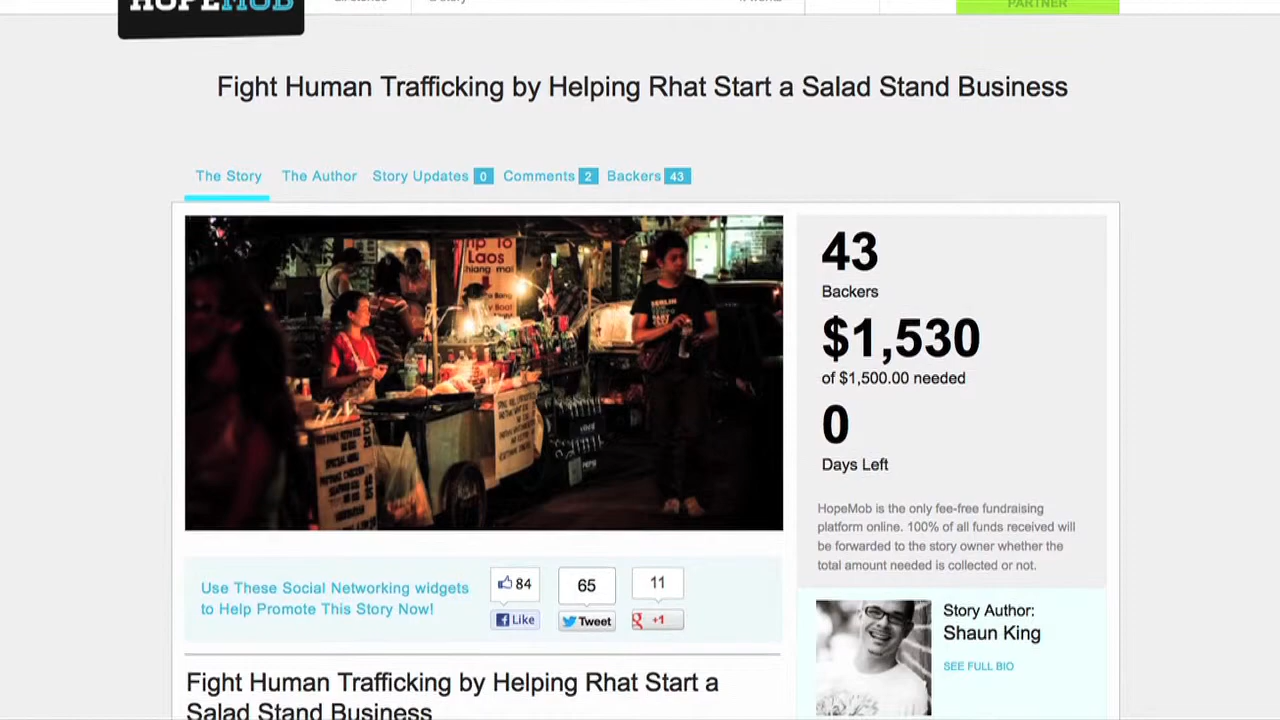 HOPEMOB
PARTNER
Fight Human Trafficking by Helping Rhat Start a Salad Stand Business
The Story The Author Story Updates 0 Comments 2 Backers 43
Laos
43
Backers
$1,530
of $1,500.00 needed
0
Days Left
HopeMob is the only fee-free fundraising
platform online. 100% of all funds received will
be forwarded to the story owner whether the
total amount needed is collected or not.
Use These Social Networking widgets
to Help Promote This Story Now!
84 65 11
Like Tweet +1
Story Author:
Shaun King
SEE FULL BIO
Fight Human Trafficking by Helping Rhat Start a
Salad Stand Business